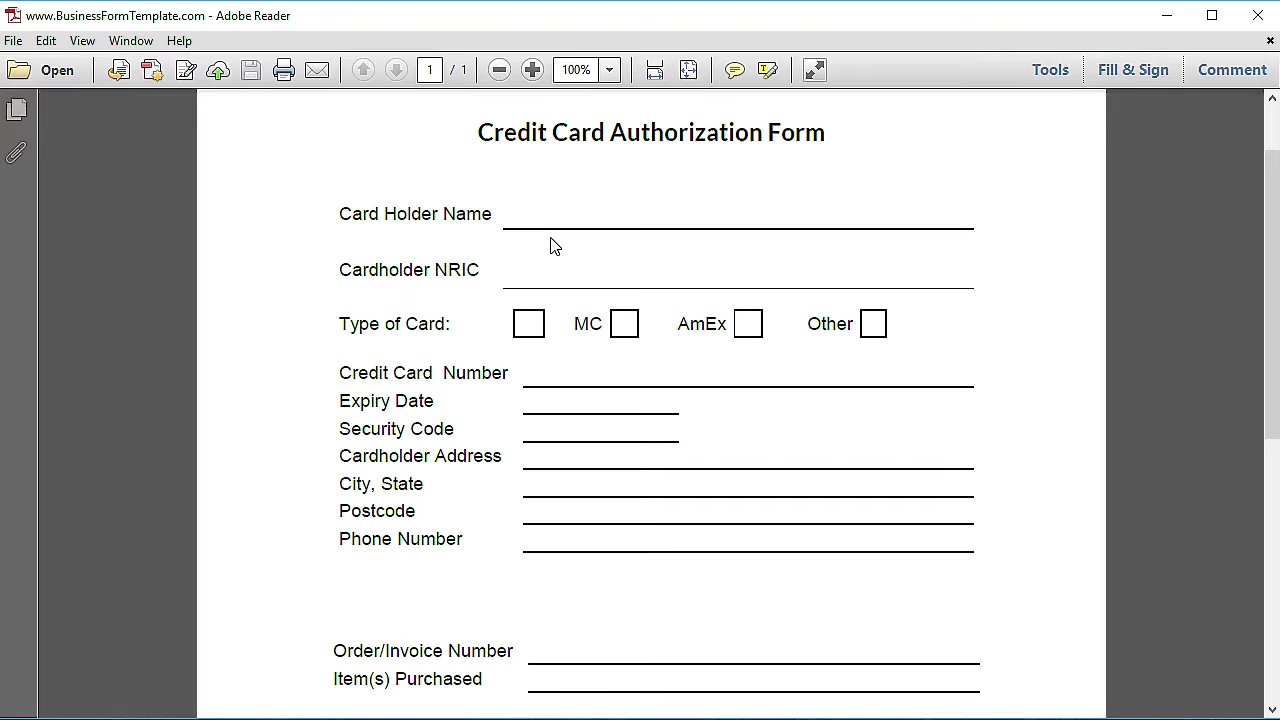 www.BusinessFormTemplate.com - Adobe Reader
File Edit View Window Help
Open 1 / 1 100% Tools Fill & Sign Comment
Credit Card Authorization Form
Card Holder Name
Cardholder NRIC
Type of Card: MC AmEx Other
Credit Card Number
Expiry Date
Security Code
Cardholder Address
City, State
Postcode
Phone Number
Order/Invoice Number
Item(s) Purchased